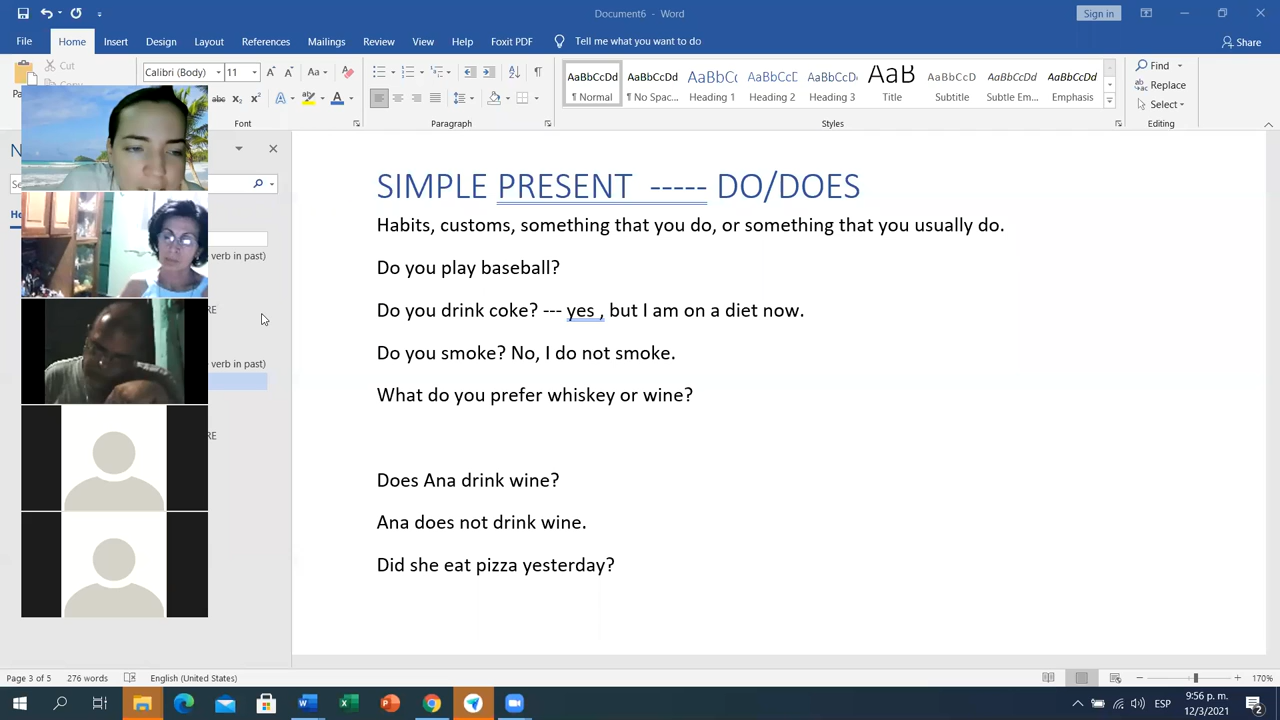 Document6 - Word
Sign in
File Home Insert Design Layout References Mailings Review View Help Foxit PDF Tell me what you want to do Share
Cut
Calibri (Body) 11 Aa
AaBbCcDd AaBbCcDd AaBbCc AaBbCcD AaBbCcD AaB AaBbCcD AaBbCcDd AaBbCcDd
¶ Normal ¶ No Spac... Heading 1 Heading 2 Heading 3 Title Subtitle Subtle Em... Emphasis
Find
Replace
Select
Font Paragraph Styles Editing
SIMPLE PRESENT ----- DO/DOES
Habits, customs, something that you do, or something that you usually do.
Do you play baseball?
Do you drink coke? --- yes , but I am on a diet now.
Do you smoke? No, I do not smoke.
What do you prefer whiskey or wine?
Does Ana drink wine?
Ana does not drink wine.
Did she eat pizza yesterday?
verb in past)
RE
verb in past)
RE
Page 3 of 5 276 words English (United States) 170%
ESP
9:56 p. m.
12/3/2021
2